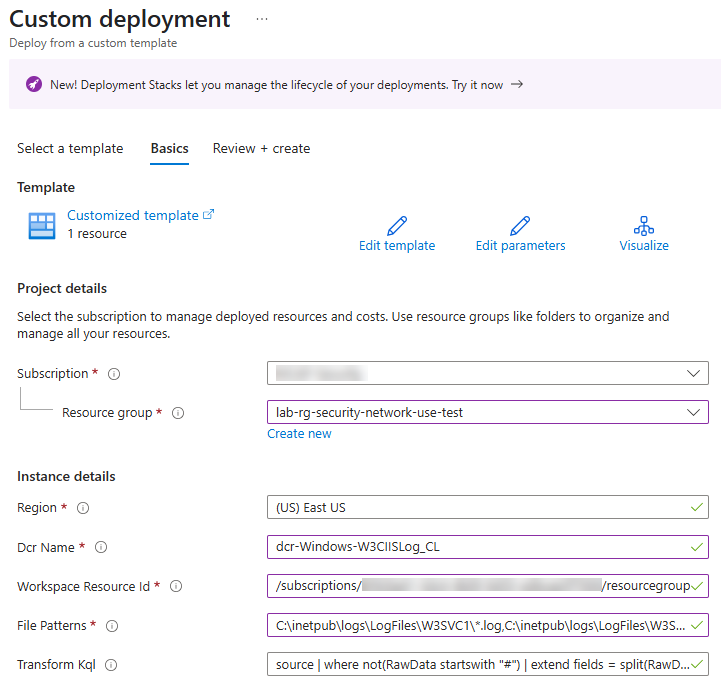 Custom deployment ...
Deploy from a custom template
New! Deployment Stacks let you manage the lifecycle of your deployments. Try it now →
Select a template Basics Review + create
Template
Customized template
1 resource
Edit template Edit parameters Visualize
Project details
Select the subscription to manage deployed resources and costs. Use resource groups like folders to organize and
manage all your resources.
Subscription *
Resource group * lab-rg-security-network-use-test
Create new
Instance details
Region * (US) East US
Dcr Name * dcr-Windows-W3CIISLog_CL
Workspace Resource Id * /subscriptions/ /resourcegroup
File Patterns * C:\inetpub\logs\LogFiles\W3SVC1\*.log,C:\inetpub\logs\LogFiles\W3S...
Transform Kql source | where not(RawData startswith "#") | extend fields = split(RawD...